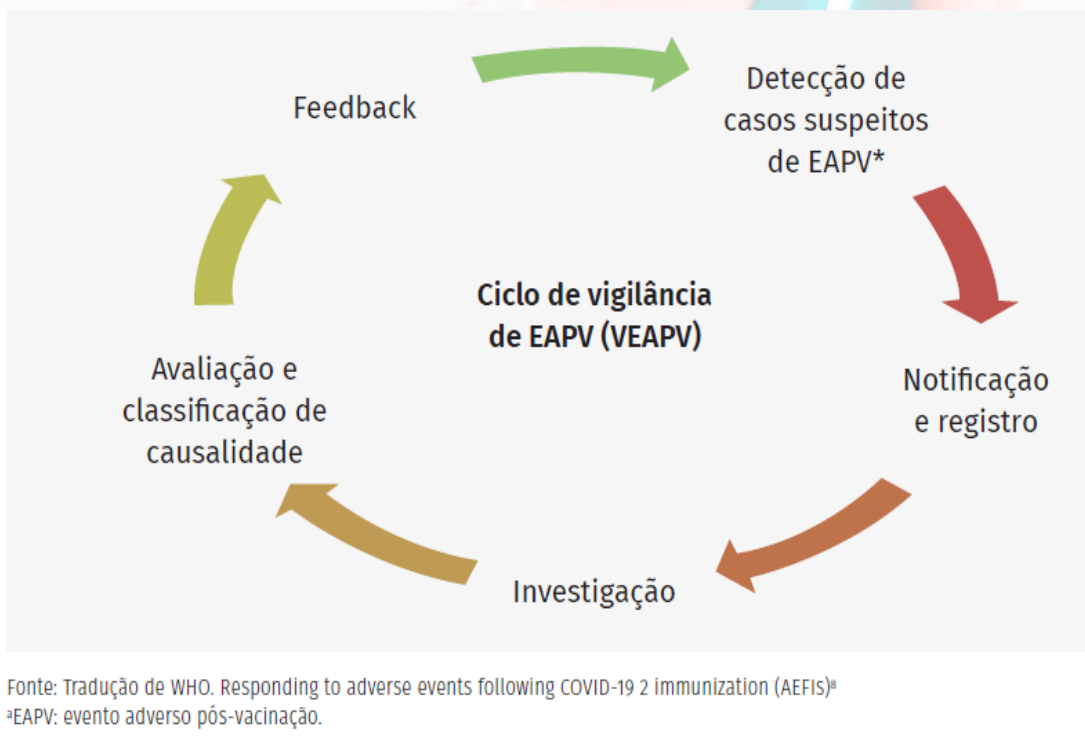 Feedback
Detecção de
casos suspeitos
de EAPV*
Ciclo de vigilância
de EAPV (VEAPV)
Notificação
e registro
Avaliação e
classificação de
causalidade
Investigação
Fonte: Tradução de WHO. Responding to adverse events following COVID-19 2 immunization (AEFIs)⁸
ᵃEAPV: evento adverso pós-vacinação.